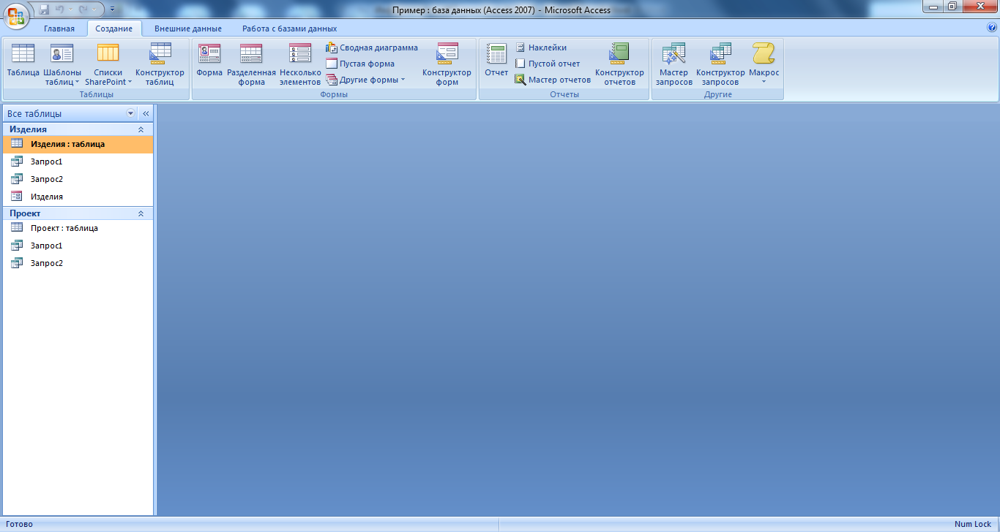 Пример : база данных (Access 2007) - Microsoft Access
Главная Создание Внешние данные Работа с базами данных
Таблица
Шаблоны
таблиц
Списки
SharePoint
Конструктор
таблиц
Таблицы
Форма
Разделенная
форма
Несколько
элементов
Сводная диаграмма
Пустая форма
Другие формы
Конструктор
форм
Формы
Отчет
Наклейки
Пустой отчет
Мастер отчетов
Конструктор
отчетов
Отчеты
Мастер
запросов
Конструктор
запросов
Макрос
Другие
Все таблицы
Изделия
Изделия : таблица
Запрос1
Запрос2
Изделия
Проект
Проект : таблица
Запрос1
Запрос2
Готово
Num Lock